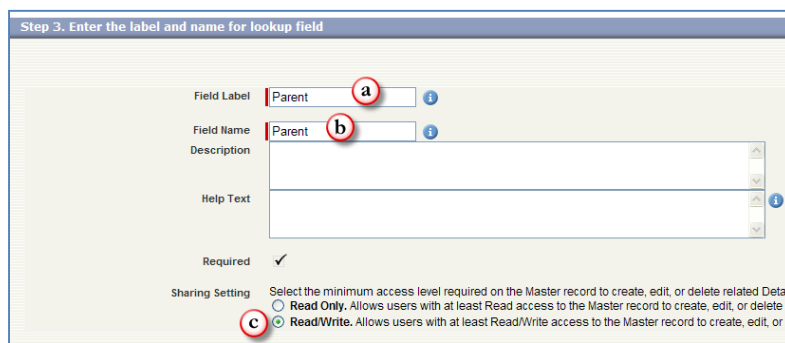 Step 3. Enter the label and name for lookup field
Field Label Parent a i
Field Name Parent b i
Description
Help Text i
Required
Sharing Setting Select the minimum access level required on the Master record to create, edit, or delete related Deta
Read Only. Allows users with at least Read access to the Master record to create, edit, or delete
c Read/Write. Allows users with at least Read/Write access to the Master record to create, edit, or